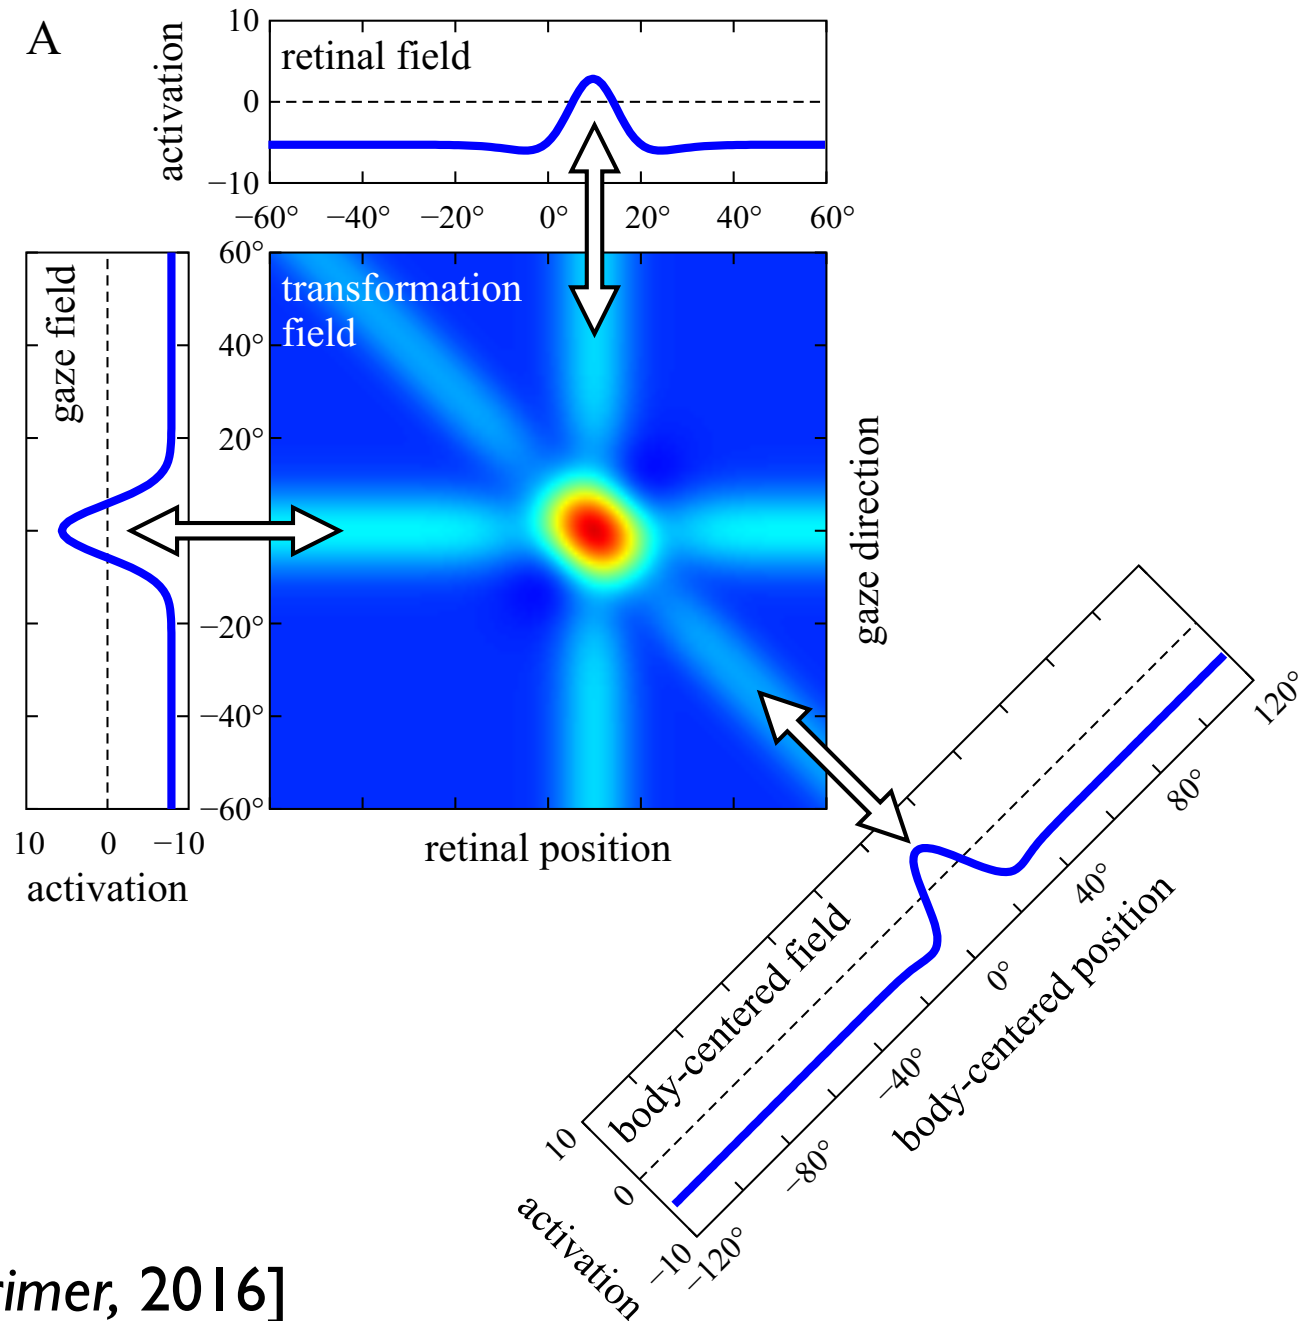 A
activation
10
0
−10
retinal field
−60° −40° −20° 0° 20° 40° 60°
gaze field
10 0 −10
activation
60°
40°
20°
−20°
−40°
−60°
transformation
field
retinal position
gaze direction
body-centered field
10
0
−10
activation
−120°
−80°
−40°
0°
40°
80°
120°
body-centered position
rimer, 2016]